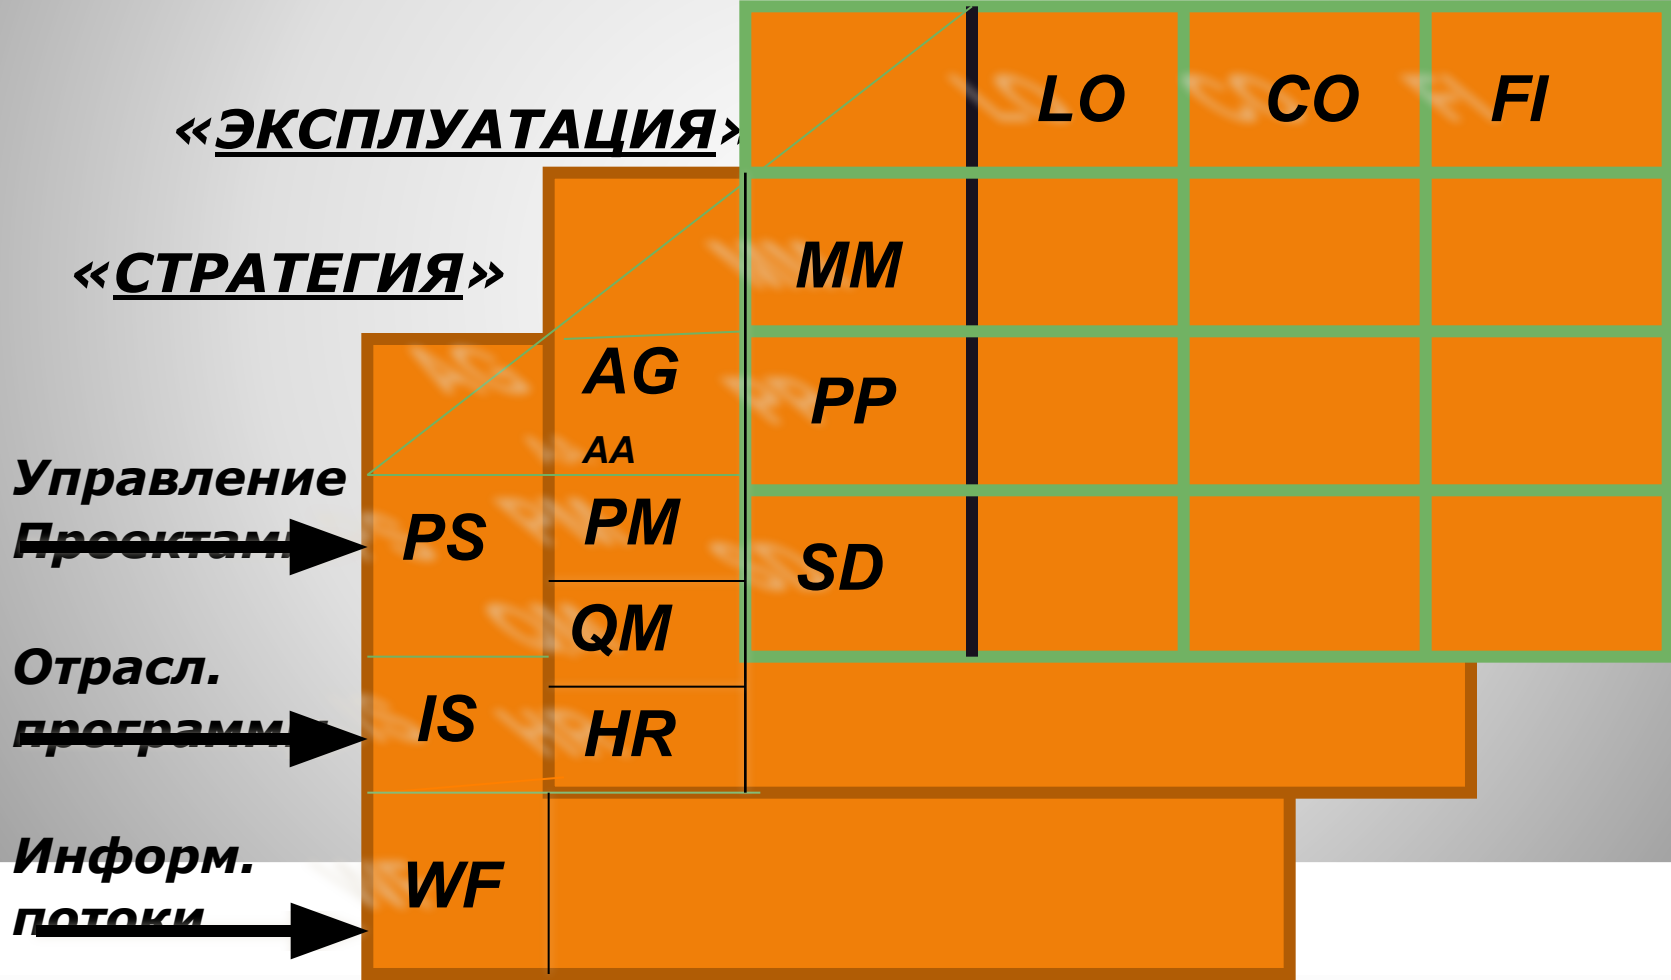 LO CO FI
«ЭКСПЛУАТАЦИЯ»
MM
«СТРАТЕГИЯ»
AG
PP
AA
Управление
Проектами
PS
PM
SD
QM
Отрасл.
программы
IS
HR
Информ.
потоки
WF